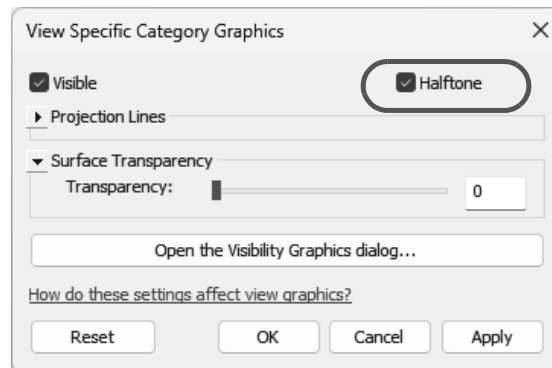 View Specific Category Graphics
Visible Halftone
Projection Lines
Surface Transparency
Transparency: 0
Open the Visibility Graphics dialog...
How do these settings affect view graphics?
Reset OK Cancel Apply